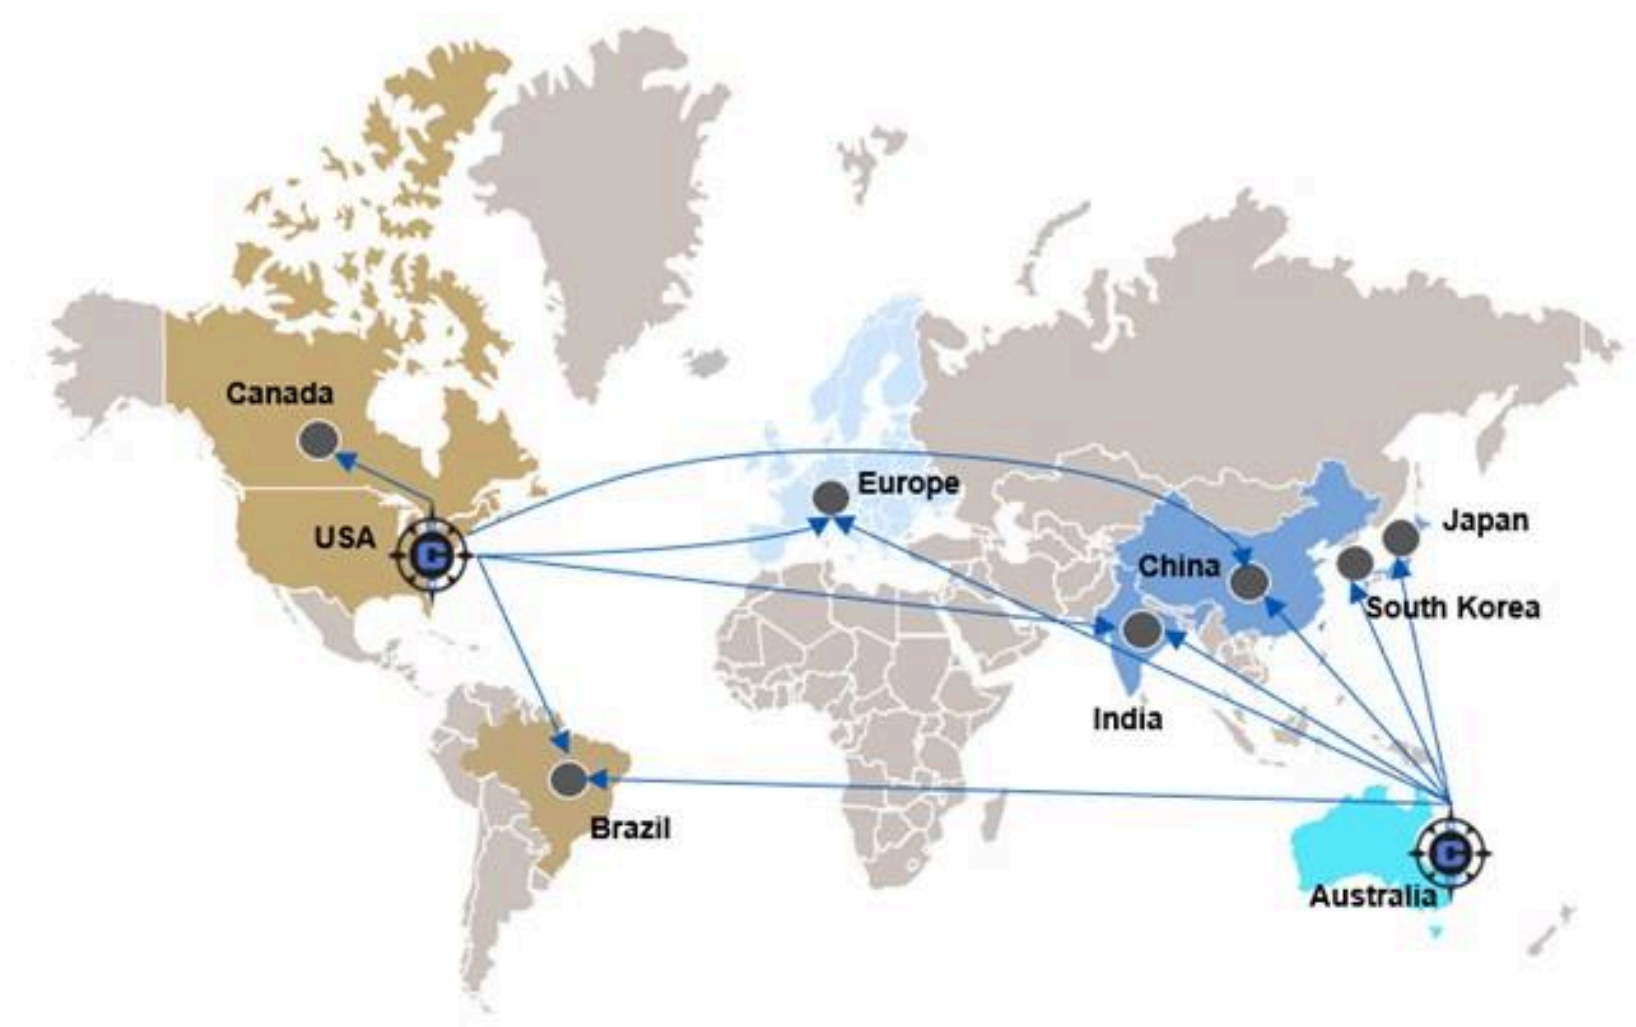 Canada
Europe
Japan
USA
China
South Korea
India
Brazil
Australia
C
C